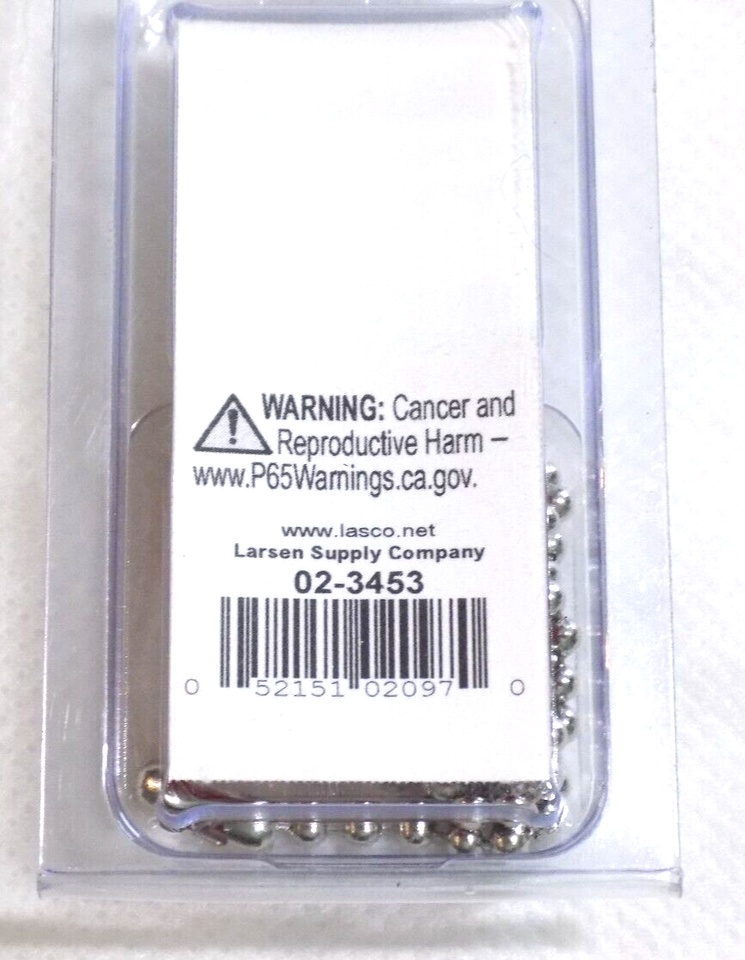 WARNING: Cancer and
Reproductive Harm –
www.P65Warnings.ca.gov.
www.lasco.net
Larsen Supply Company
02-3453
0 52151 02097 0